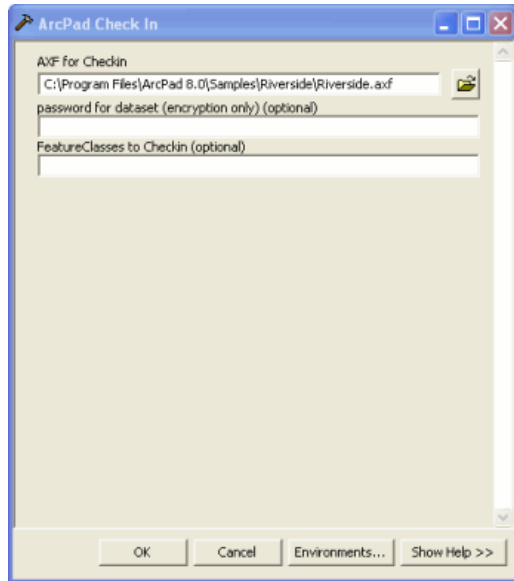 ArcPad Check In
AXF for Checkin
C:\Program Files\ArcPad 8.0\Samples\Riverside\Riverside.axf
password for dataset (encryption only) (optional)
FeatureClasses to Checkin (optional)
OK Cancel Environments... Show Help >>